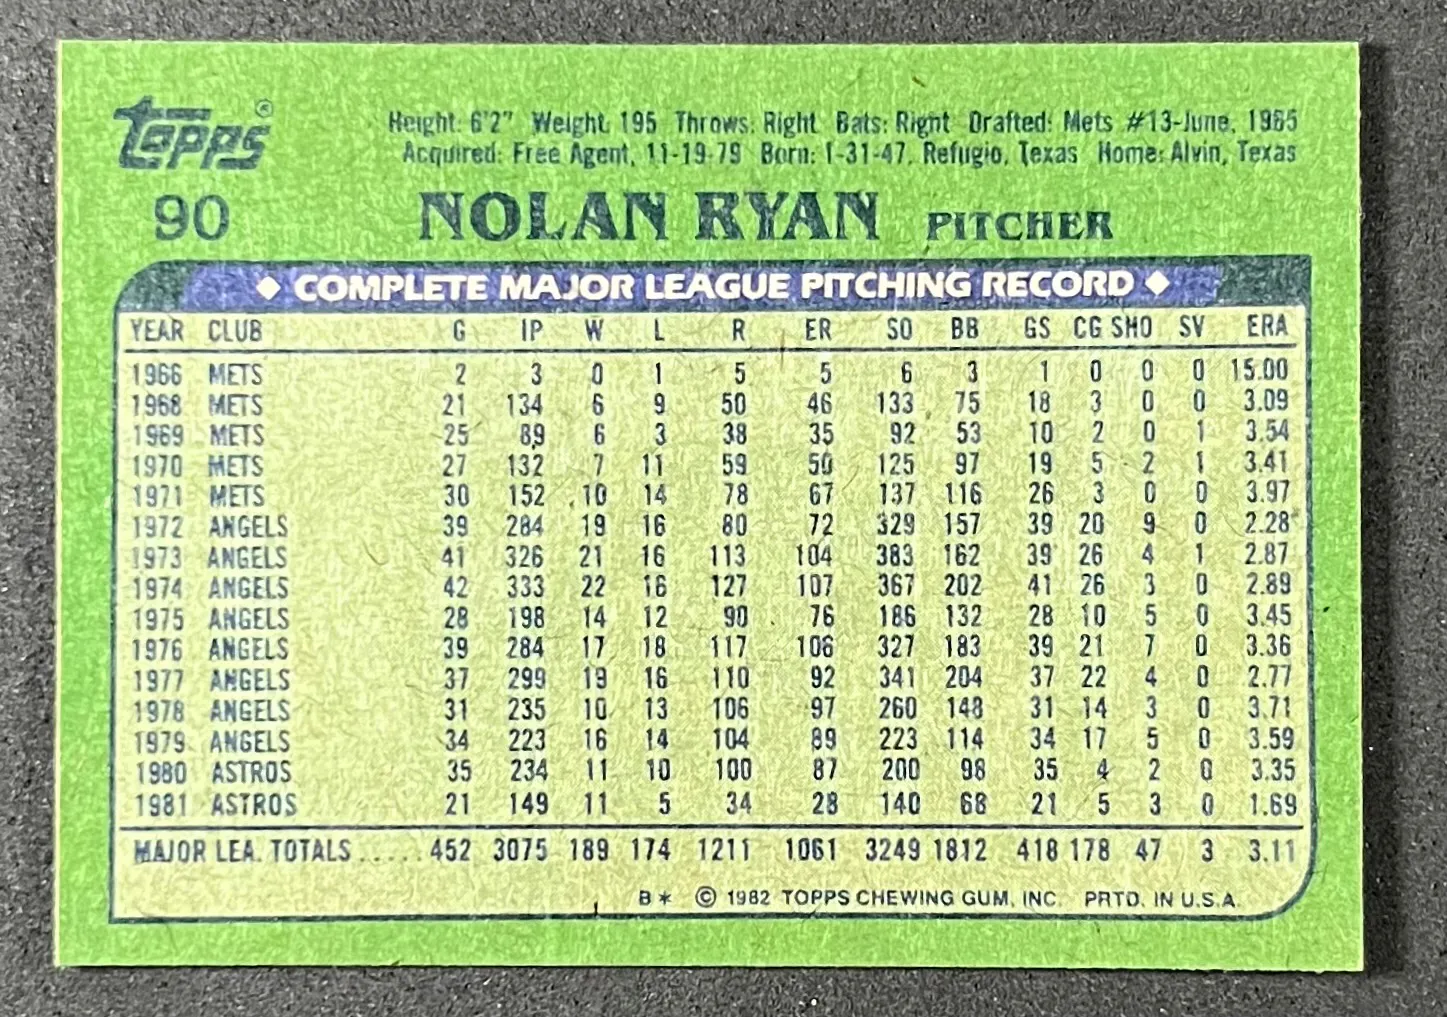 Topps®
Height: 6'2" Weight: 195 Throws: Right Bats: Right Drafted: Mets #13-June, 1965
Acquired: Free Agent, 11-19-79 Born: 1-31-47, Refugio, Texas Home: Alvin, Texas
90 NOLAN RYAN PITCHER
◆ COMPLETE MAJOR LEAGUE PITCHING RECORD ◆
YEAR CLUB G IP W L R ER SO BB GS CG SHO SV ERA
1966 METS 2 3 0 1 5 5 6 3 1 0 0 0 15.00
1968 METS 21 134 6 9 50 46 133 75 18 3 0 0 3.09
1969 METS 25 89 6 3 38 35 92 53 10 2 0 1 3.54
1970 METS 27 132 7 11 59 50 125 97 19 5 2 1 3.41
1971 METS 30 152 10 14 78 67 137 116 26 3 0 0 3.97
1972 ANGELS 39 284 19 16 80 72 329 157 39 20 9 0 2.28
1973 ANGELS 41 326 21 16 113 104 383 162 39 26 4 1 2.87
1974 ANGELS 42 333 22 16 127 107 367 202 41 26 3 0 2.89
1975 ANGELS 28 198 14 12 90 76 186 132 28 10 5 0 3.45
1976 ANGELS 39 284 17 18 117 106 327 183 39 21 7 0 3.36
1977 ANGELS 37 299 19 16 110 92 341 204 37 22 4 0 2.77
1978 ANGELS 31 235 10 13 106 97 260 148 31 14 3 0 3.71
1979 ANGELS 34 223 16 14 104 89 223 114 34 17 5 0 3.59
1980 ASTROS 35 234 11 10 100 87 200 98 35 4 2 0 3.35
1981 ASTROS 21 149 11 5 34 28 140 68 21 5 3 0 1.69
MAJOR LEA. TOTALS ..... 452 3075 189 174 1211 1061 3249 1812 418 178 47 3 3.11
B* © 1982 TOPPS CHEWING GUM, INC. PRTD. IN U.S.A.